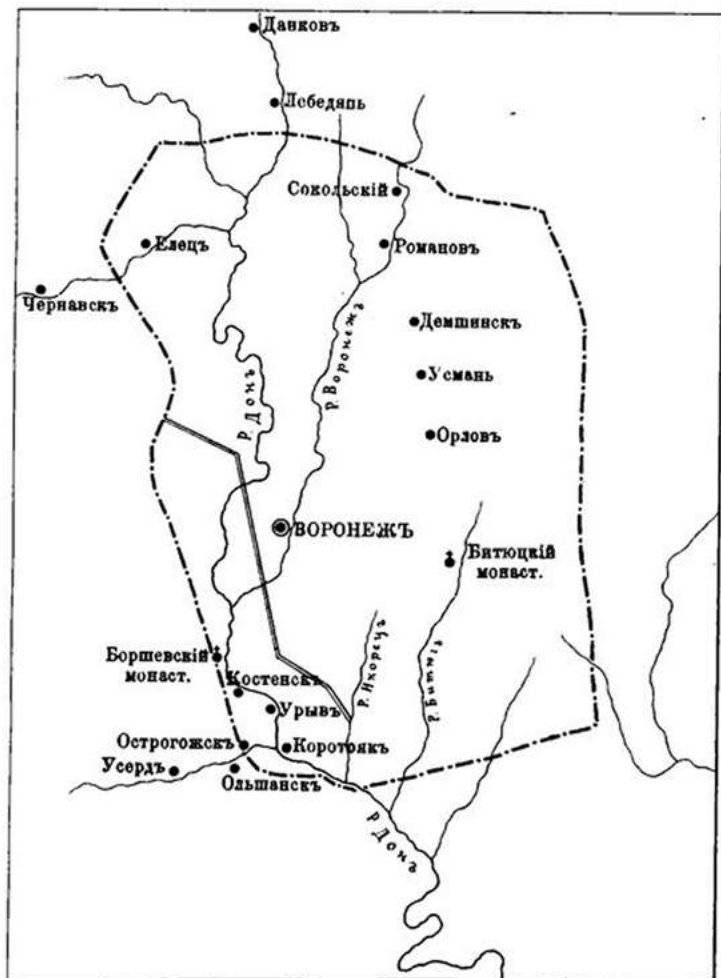 Данковъ
Лебедянь
Сокольскій
Елецъ
Романовъ
Чернавскъ
Демшинскъ
р. Воронежъ
Усмань
р. Донъ
Орловъ
ВОРОНЕЖЪ
Битюцкій
монаст.
Боршевскій
монаст.
р. Икорецъ
Костенскъ
р. Битюгъ
Урывъ
Острогожскъ
Коротоякъ
Усердъ
Ольшанскъ
р. Донъ